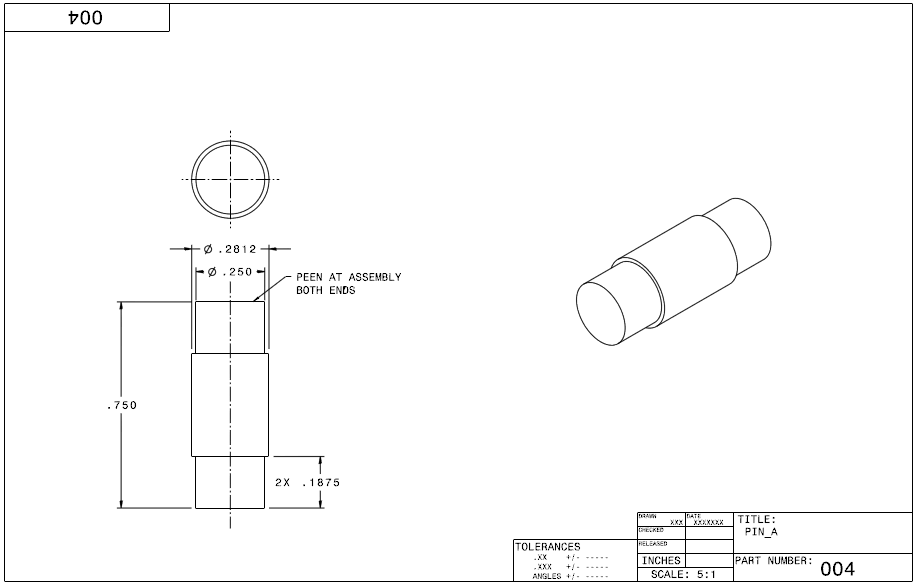 004
Ø .2812
Ø .250
PEEN AT ASSEMBLY
BOTH ENDS
.750
2X .1875
DRAWN
XXX
DATE
XXXXXXX
CHECKED
RELEASED
TITLE:
PIN_A
TOLERANCES
.XX +/- -----
.XXX +/- -----
ANGLES +/- -----
INCHES
SCALE: 5:1
PART NUMBER:
004